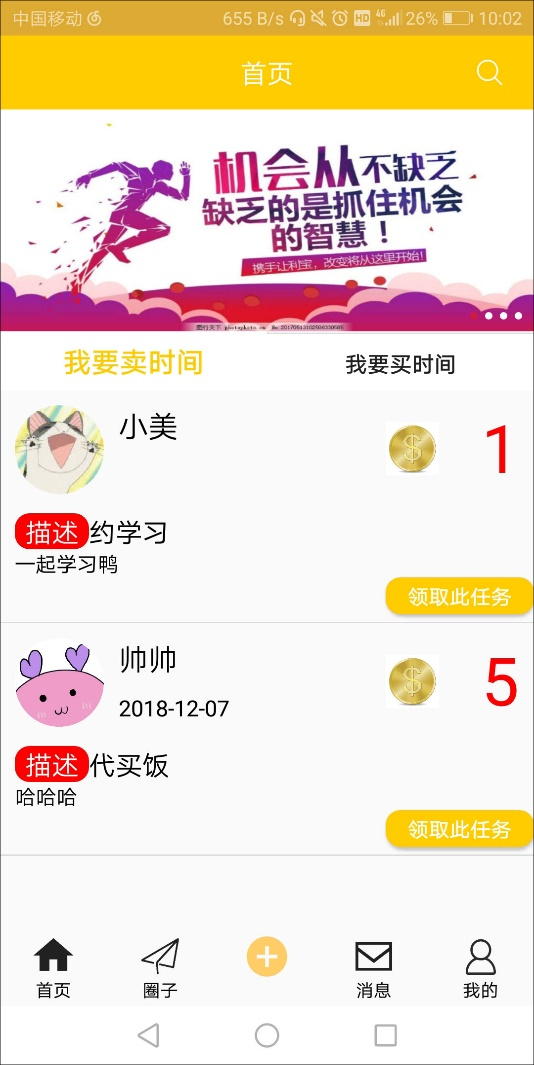 中国移动 655 B/s HD 4G 26% 10:02
首页
机会从不缺乏
缺乏的是抓住机会
的智慧！
携手让利宝，改变将从这里开始!
我要卖时间 我要买时间
小美
1
描述 约学习
一起学习鸭
领取此任务
帅帅
5
2018-12-07
描述 代买饭
哈哈哈
领取此任务
首页 圈子 消息 我的